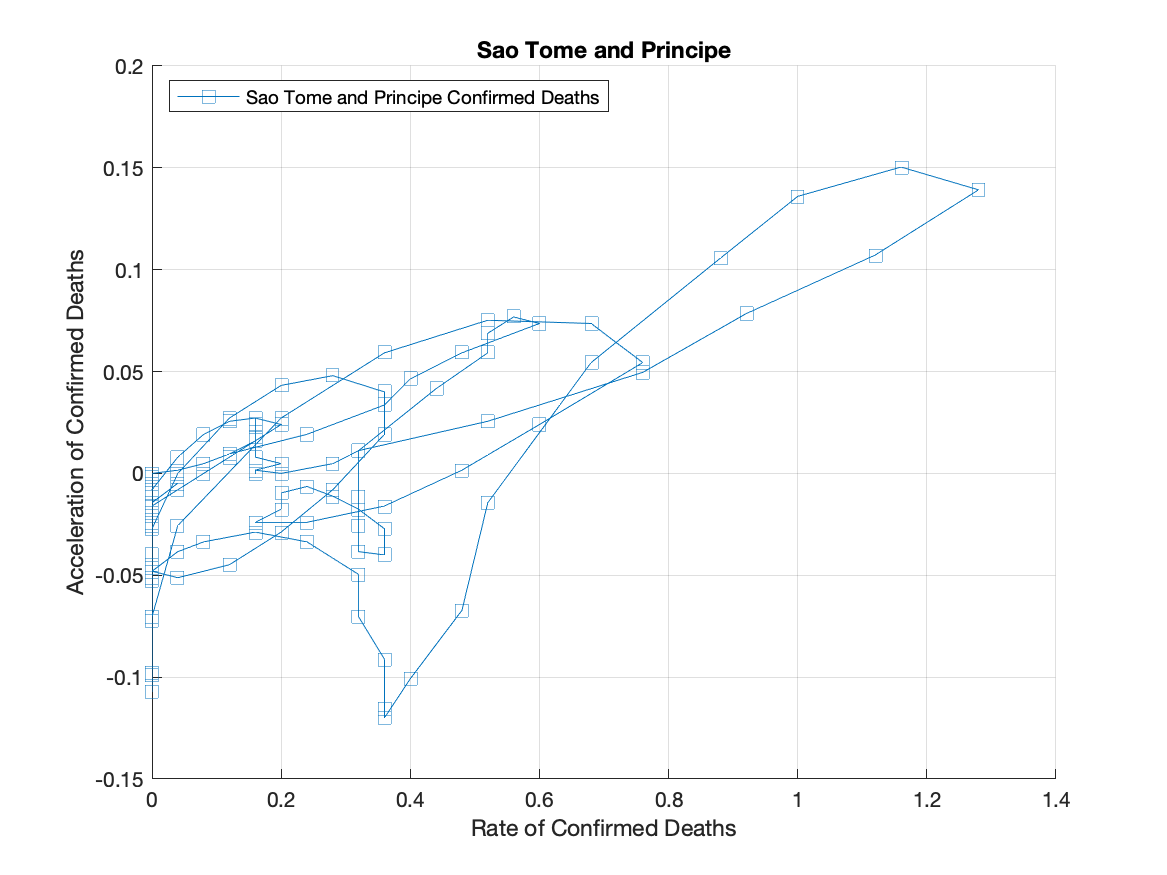 Sao Tome and Principe
Sao Tome and Principe Confirmed Deaths
0.2
0.15
0.1
0.05
0
-0.05
-0.1
-0.15
Acceleration of Confirmed Deaths
0 0.2 0.4 0.6 0.8 1 1.2 1.4
Rate of Confirmed Deaths